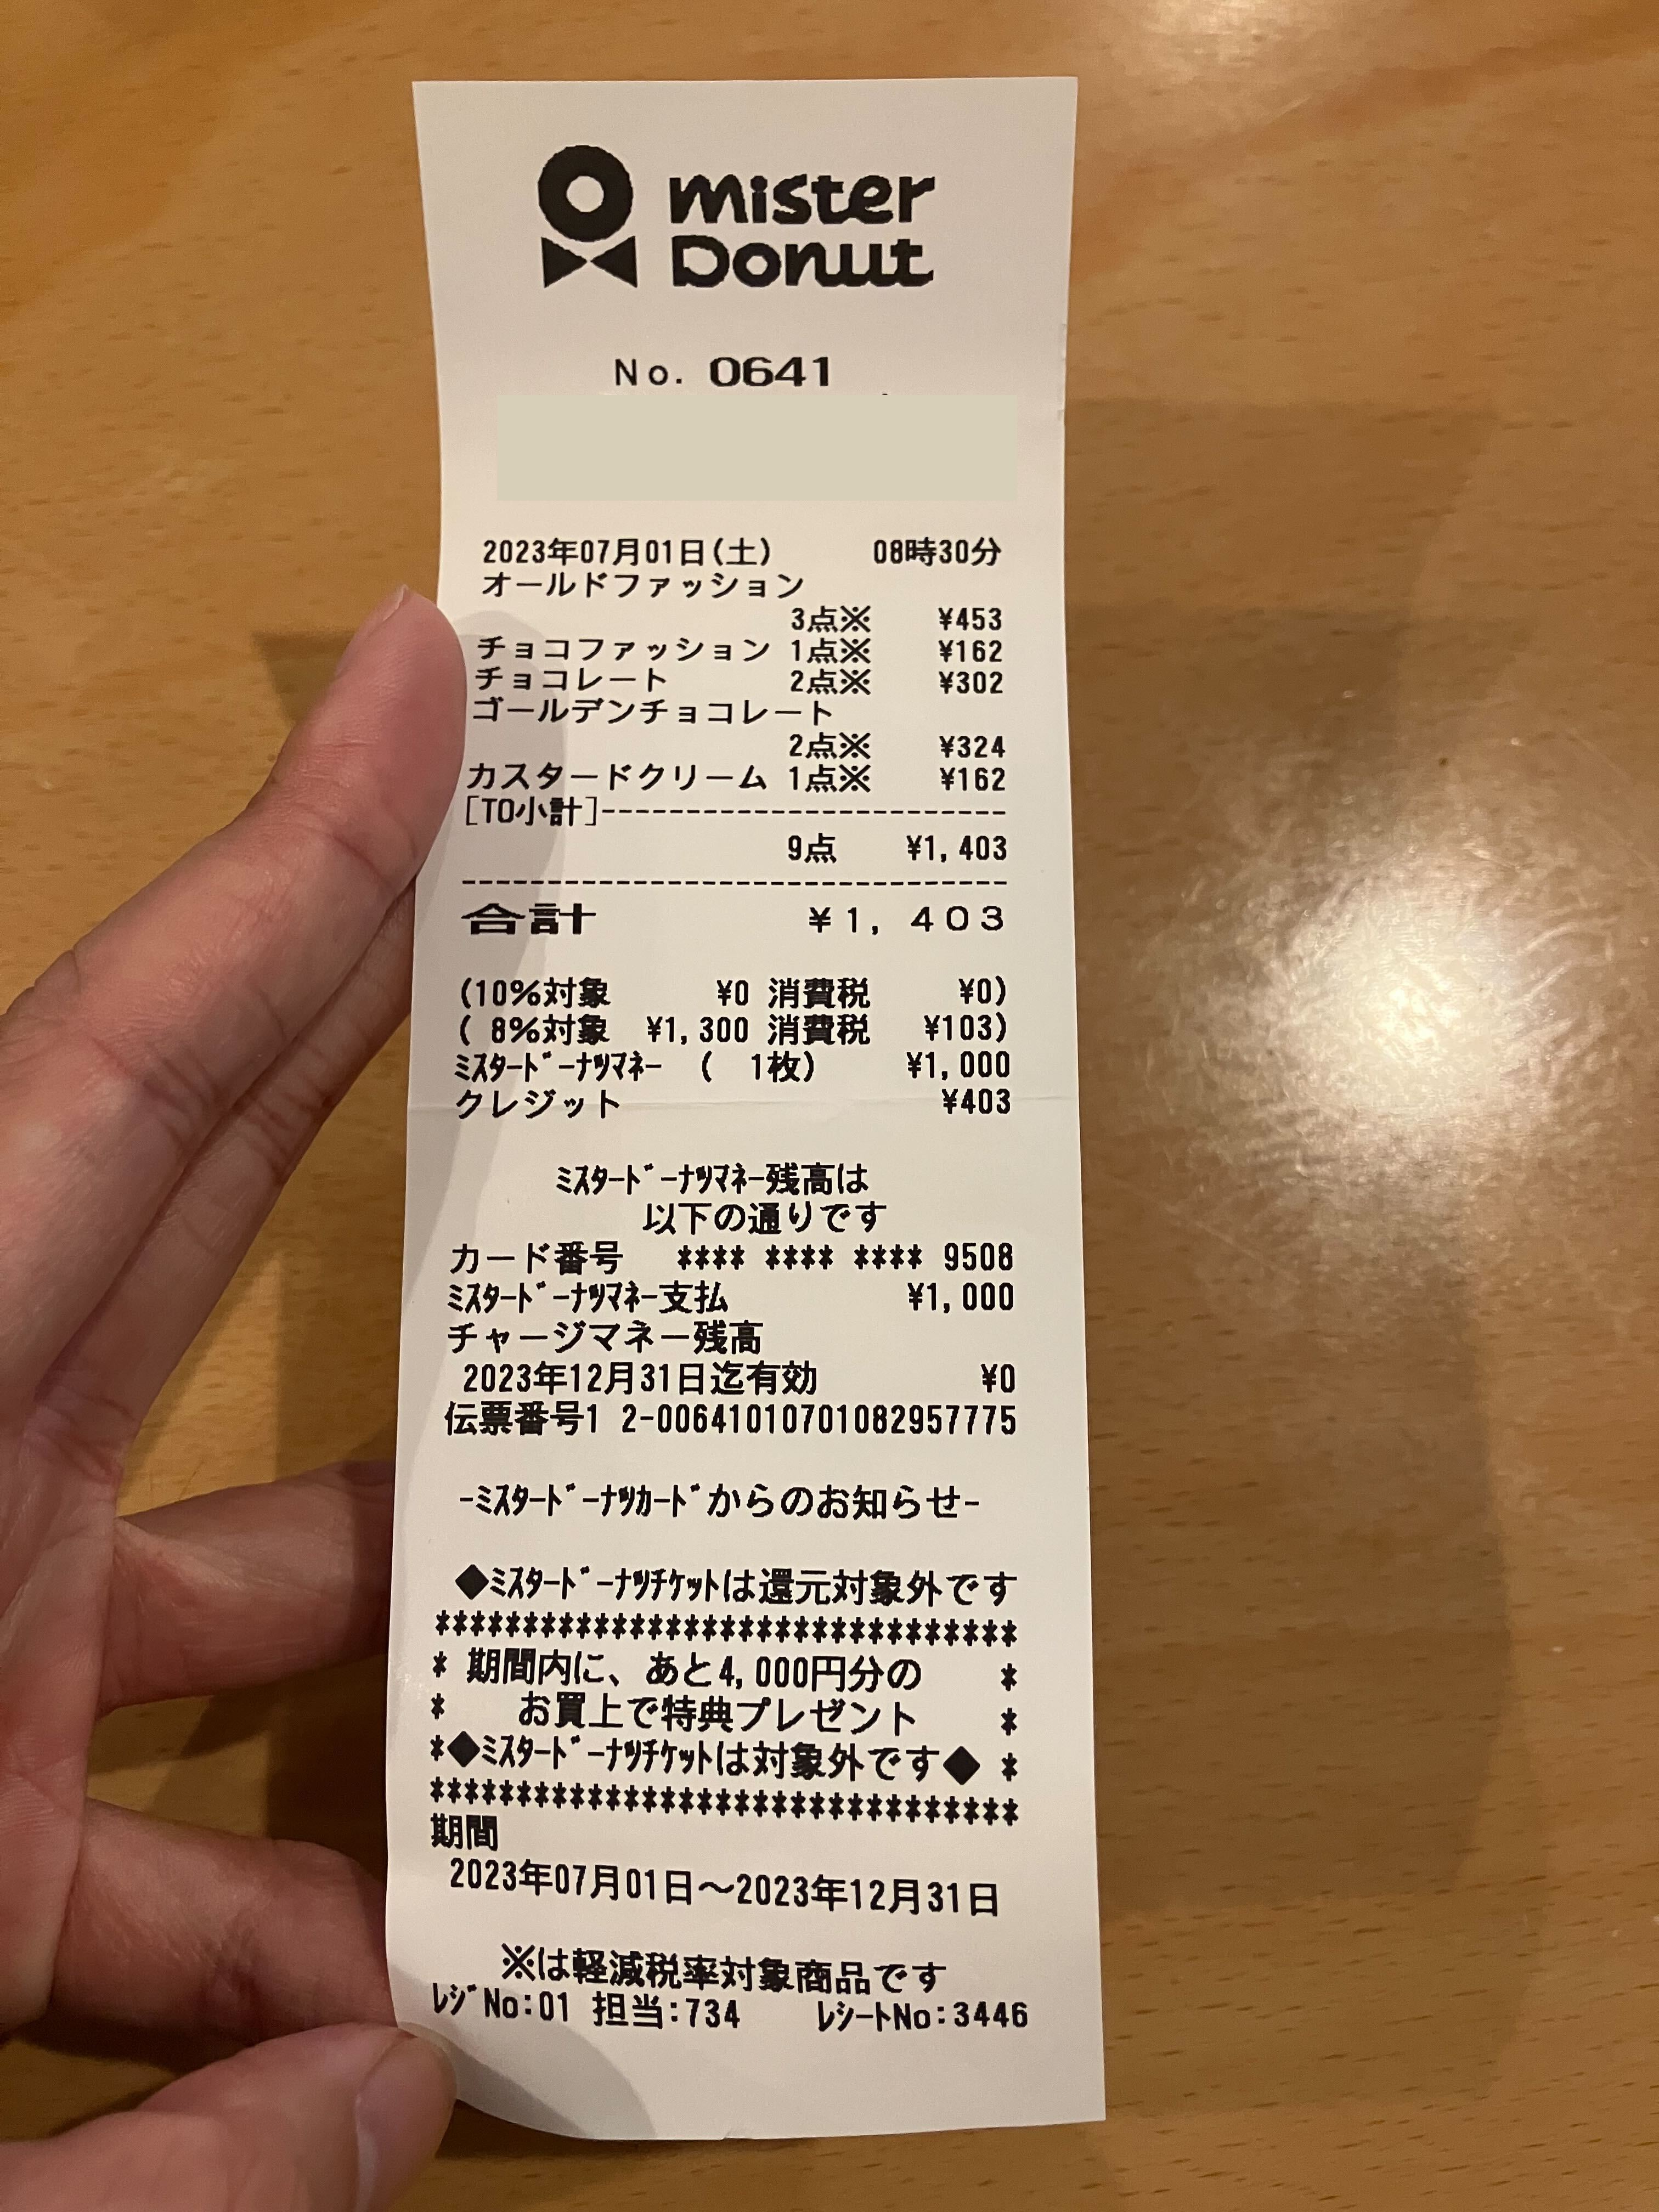 mister
Donut
No. 0641
2023年07月01日(土) 08時30分
オールドファッション
3点※ ¥453
チョコファッション 1点※ ¥162
チョコレート 2点※ ¥302
ゴールデンチョコレート
2点※ ¥324
カスタードクリーム 1点※ ¥162
[TO小計]-----------------------
9点 ¥1,403
--------------------------------
合計 ¥1,403
(10%対象 ¥0 消費税 ¥0)
( 8%対象 ¥1,300 消費税 ¥103)
ﾐｽﾀｰﾄﾞｰﾅﾂﾏﾈｰ ( 1枚) ¥1,000
クレジット ¥403
ﾐｽﾀｰﾄﾞｰﾅﾂﾏﾈｰ残高は
以下の通りです
カード番号 **** **** **** 9508
ﾐｽﾀｰﾄﾞｰﾅﾂﾏﾈｰ支払 ¥1,000
チャージマネー残高
2023年12月31日迄有効 ¥0
伝票番号1 2-00641010701082957775
-ﾐｽﾀｰﾄﾞｰﾅﾂｶｰﾄﾞからのお知らせ-
◆ﾐｽﾀｰﾄﾞｰﾅﾂﾁｹｯﾄは還元対象外です
********************************
* 期間内に、あと4,000円分の *
* お買上で特典プレゼント *
*◆ﾐｽﾀｰﾄﾞｰﾅﾂﾁｹｯﾄは対象外です◆ *
********************************
期間
2023年07月01日～2023年12月31日
※は軽減税率対象商品です
ﾚｼﾞNo:01 担当:734 ﾚｼｰﾄNo:3446